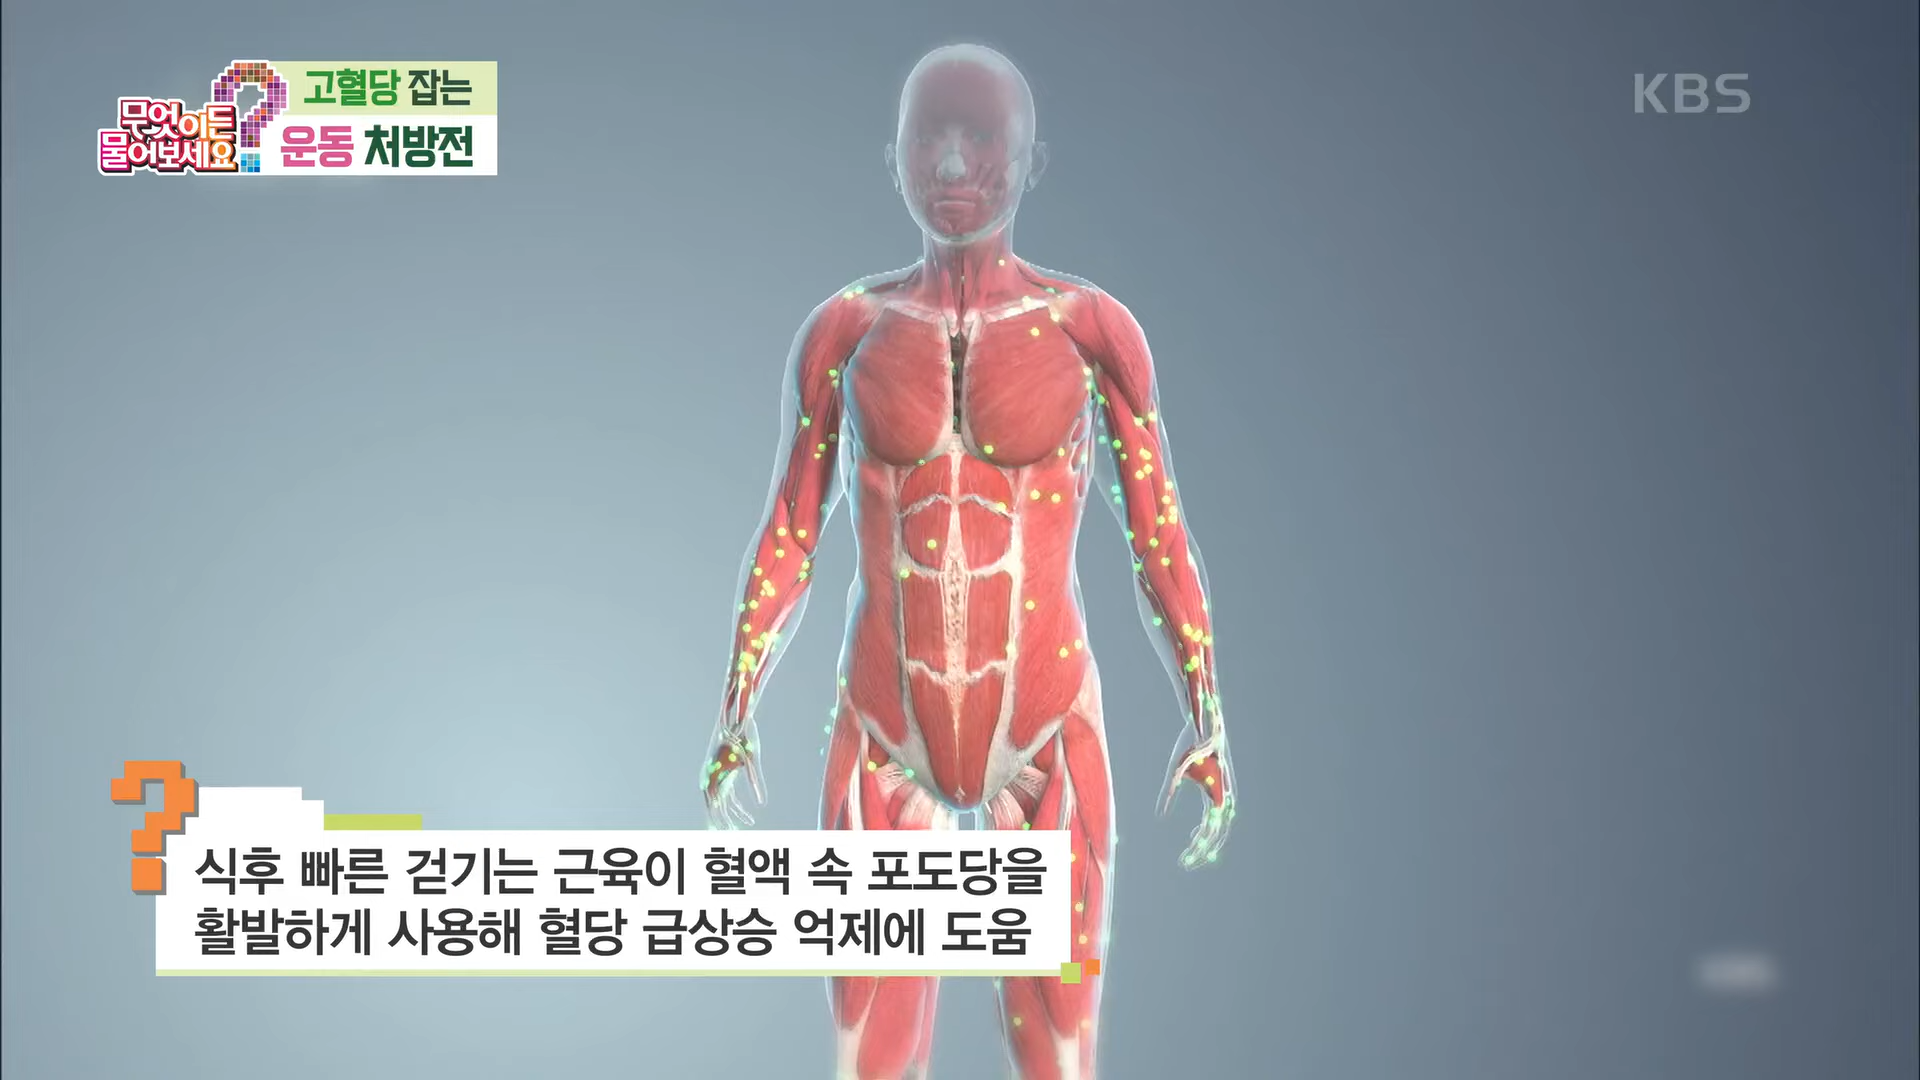 무엇이든
물어보세요
고혈당 잡는
운동 처방전
KBS
식후 빠른 걷기는 근육이 혈액 속 포도당을
활발하게 사용해 혈당 급상승 억제에 도움